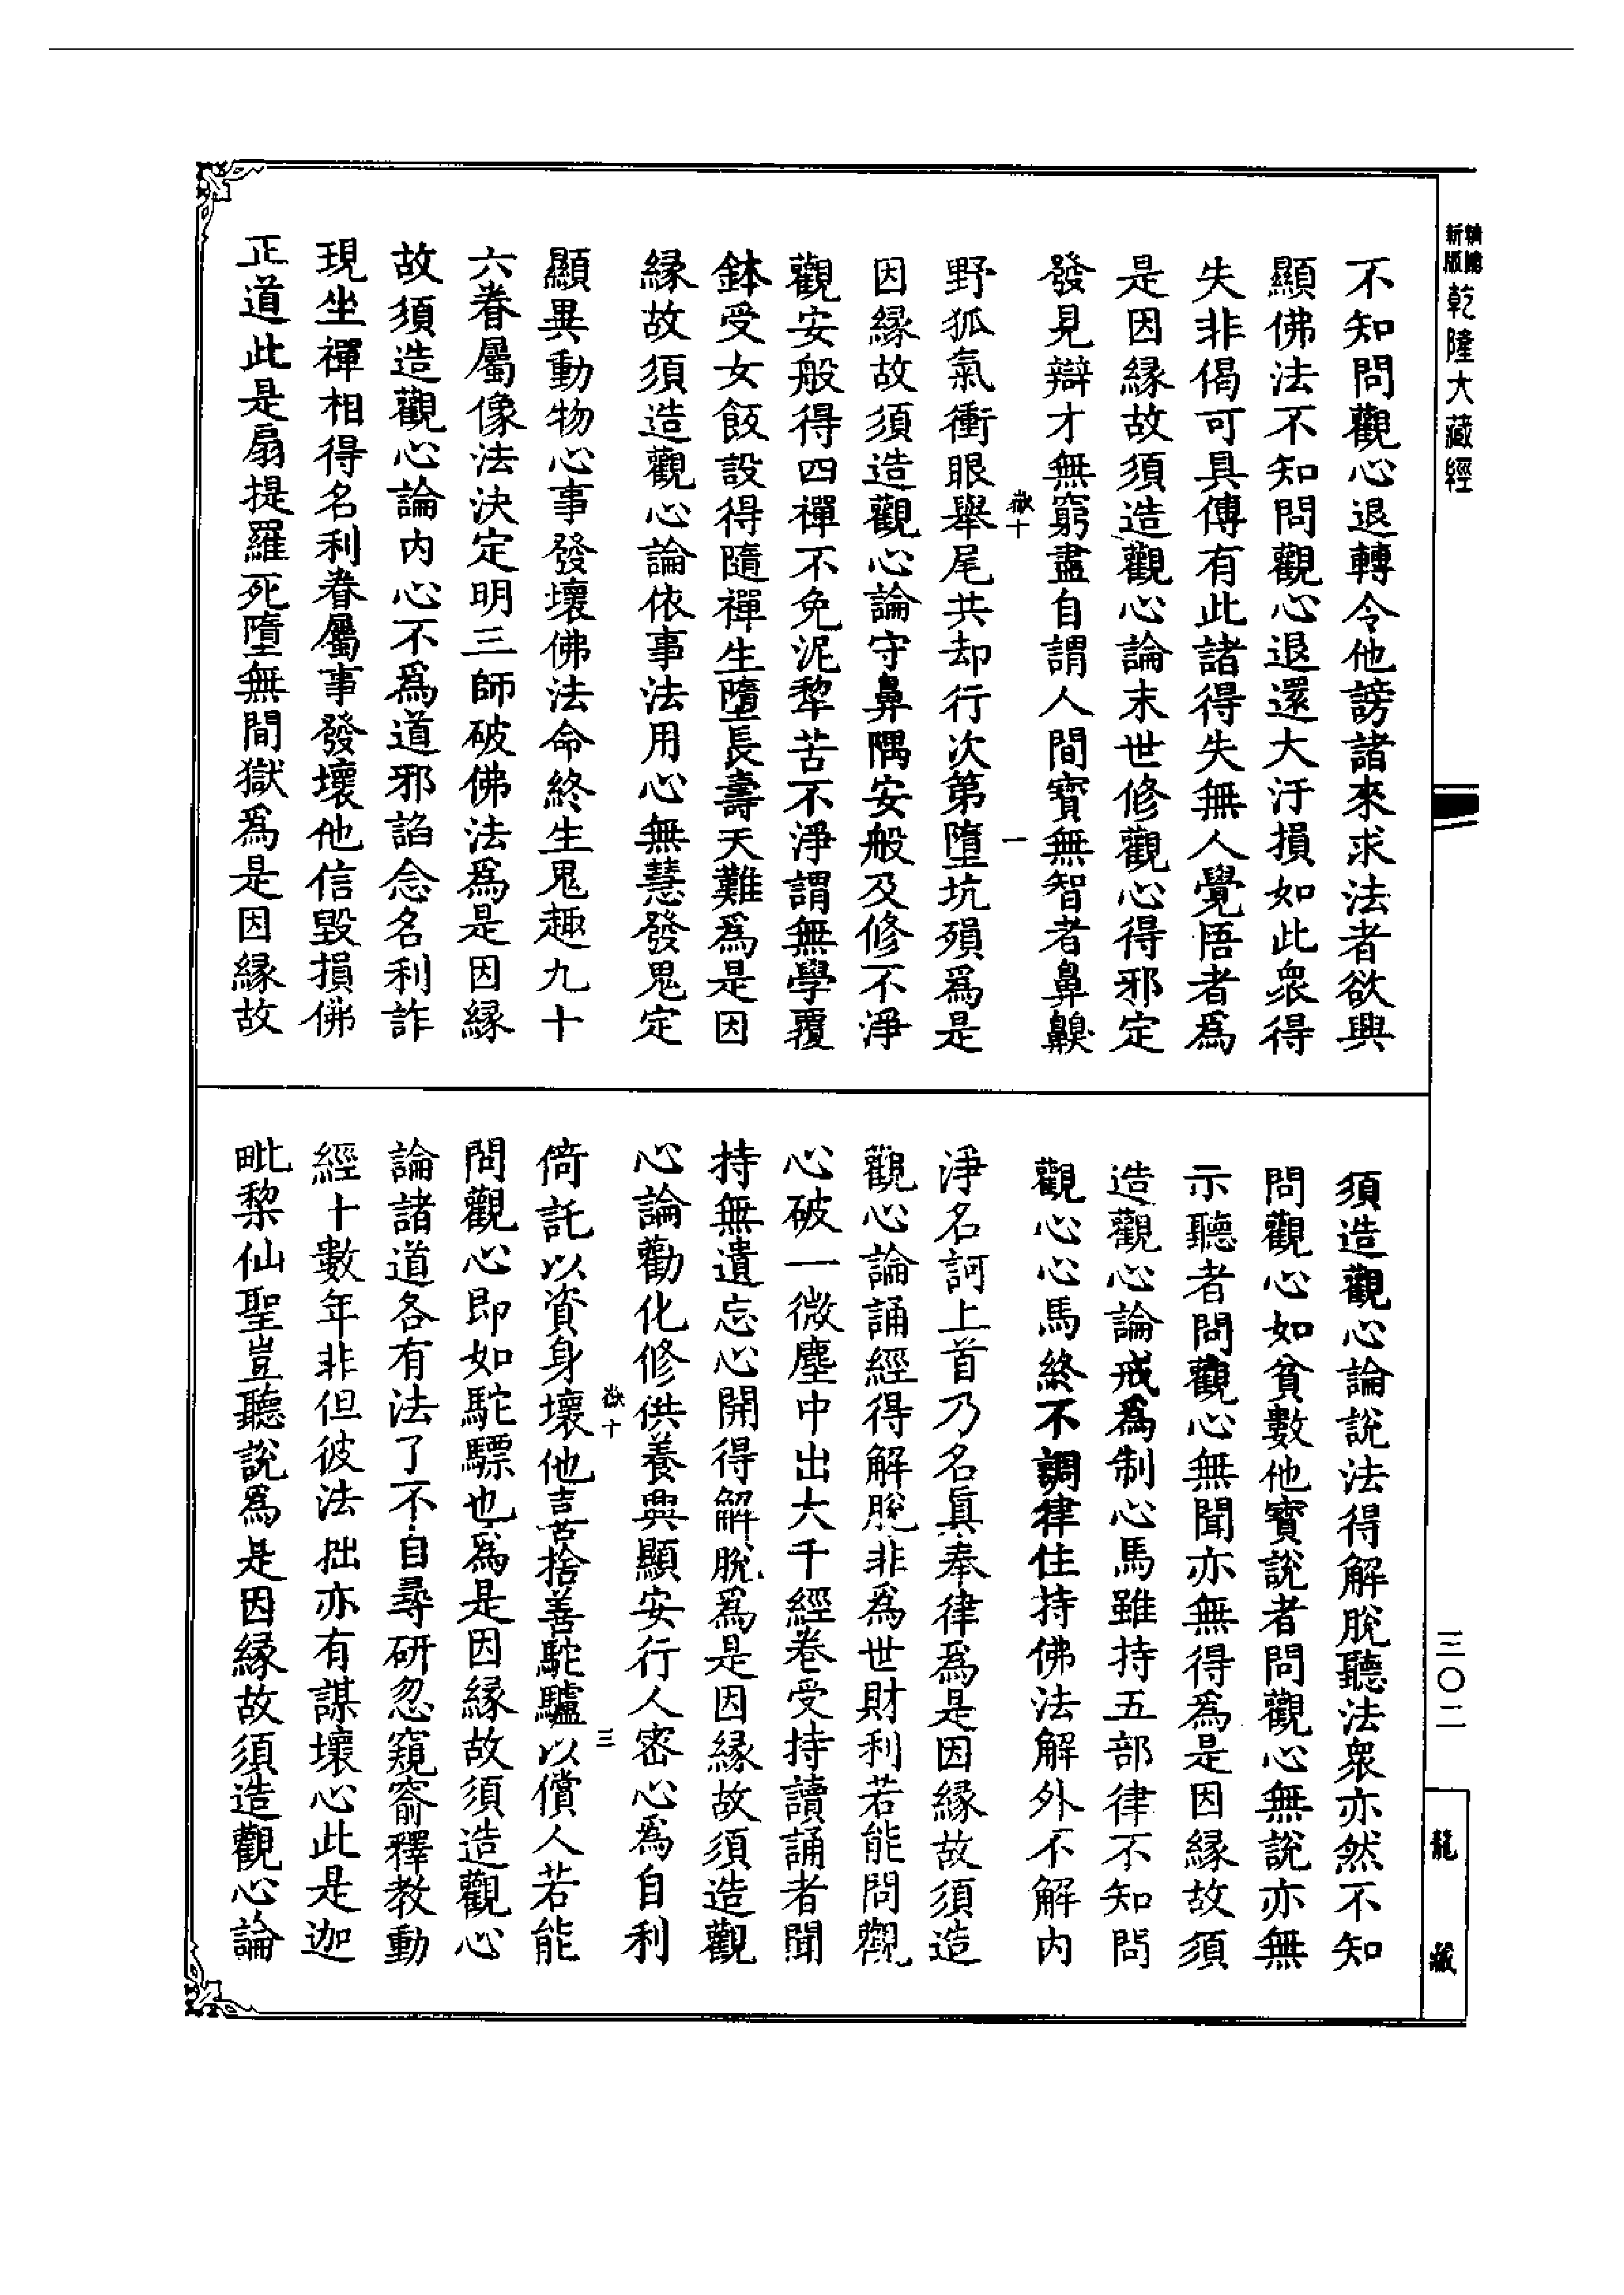 新版精縮乾隆大藏經
不知問觀心退轉令他謗諸來求法者欲興
顯佛法不知問觀心退還大汙損如此衆得
失非偈可具傳有此諸得失無人覺悟者爲
是因緣故須造觀心論末世修觀心得邪定
發見辯才無窮盡自謂人間寶無智者鼻齅
野狐氣衝眼舉尾共却行次第墮坑殞爲是
因緣故須造觀心論守鼻隅安般及修不淨
觀安般得四禪不免泥犂苦不淨謂無學覆
鉢受女飯設得隨禪生墮長壽天難爲是因
緣故須造觀心論依事法用心無慧發鬼定
顯異動物心事發壞佛法命終生鬼趣九十
六眷屬像法決定明三師破佛法爲是因緣
故須造觀心論内心不爲道邪諂念名利詐
現坐禪相得名利眷屬事發壞他信毀損佛
正道此是扇提羅死墮無間獄爲是因緣故
須造觀心論說法得解脫聽法衆亦然不知
問觀心如貧數他寶說者問觀心無說亦無
示聽者問觀心無聞亦無得爲是因緣故須
造觀心論戒爲制心馬雖持五部律不知問
觀心心馬終不調律住持佛法解外不解内
淨名訶上首乃名眞奉律爲是因緣故須造
觀心論誦經得解脫非爲世財利若能問觀
心破一微塵中出大千經卷受持讀誦者聞
持無遺忘心開得解脫爲是因緣故須造觀
心論勸化修供養興顯安行人密心爲自利
倚託以資身壞他善捨善駝驢以償人若能
問觀心即如駝驃也爲是因緣故須造觀心
論諸道各有法了不自尋研忽窺窬釋教動
經十數年非但彼法拙亦有謀壞心此是迦
毗黎仙聖豈聽說爲是因緣故須造觀心論
三〇二
龍藏